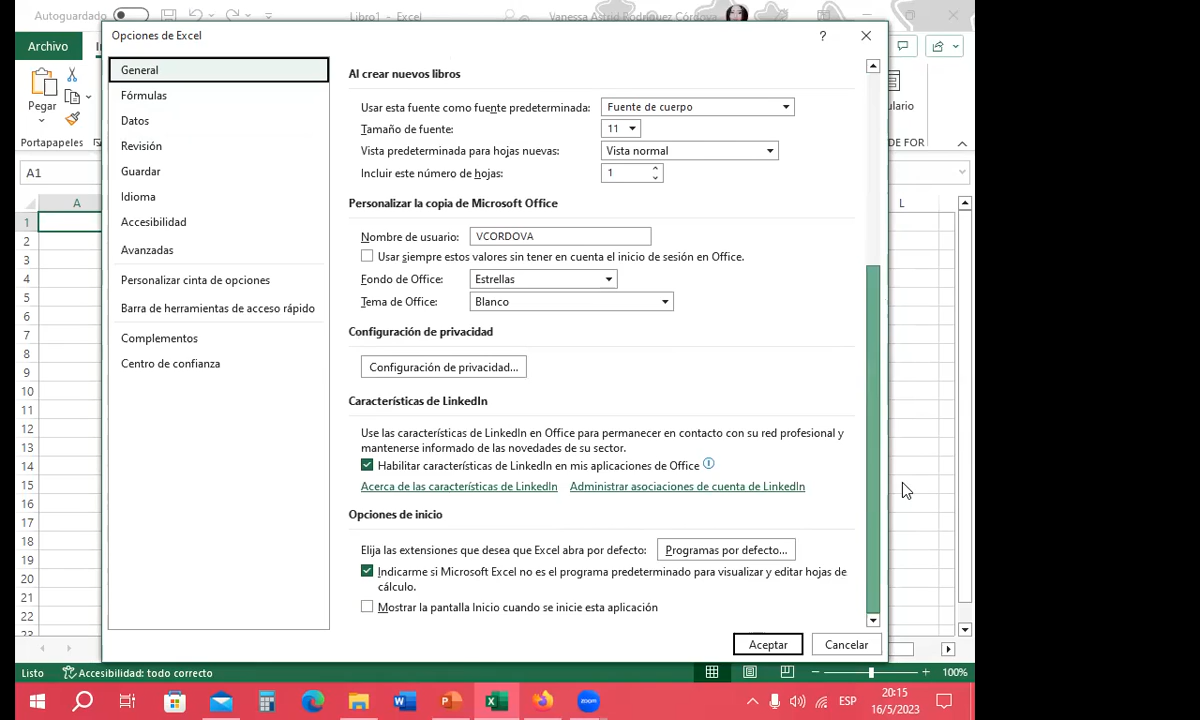 Autoguardado
Libro1 - Excel
Vanessa Astrid Rodriguez Córdova
Opciones de Excel
?
Archivo
Pegar
Portapapeles
A1
General
Fórmulas
Datos
Revisión
Guardar
Idioma
Accesibilidad
Avanzadas
Personalizar cinta de opciones
Barra de herramientas de acceso rápido
Complementos
Centro de confianza
Al crear nuevos libros
Usar esta fuente como fuente predeterminada: Fuente de cuerpo
Tamaño de fuente: 11
Vista predeterminada para hojas nuevas: Vista normal
Incluir este número de hojas: 1
Personalizar la copia de Microsoft Office
Nombre de usuario: VCORDOVA
Usar siempre estos valores sin tener en cuenta el inicio de sesión en Office.
Fondo de Office: Estrellas
Tema de Office: Blanco
Configuración de privacidad
Configuración de privacidad...
Características de LinkedIn
Use las características de LinkedIn en Office para permanecer en contacto con su red profesional y
mantenerse informado de las novedades de su sector.
Habilitar características de LinkedIn en mis aplicaciones de Office
Acerca de las características de LinkedIn Administrar asociaciones de cuenta de LinkedIn
Opciones de inicio
Elija las extensiones que desea que Excel abra por defecto: Programas por defecto...
Indicarme si Microsoft Excel no es el programa predeterminado para visualizar y editar hojas de
cálculo.
Mostrar la pantalla Inicio cuando se inicie esta aplicación
Aceptar Cancelar
ulario
DE FOR
A
L
1
2
3
4
5
6
7
8
9
10
11
12
13
14
15
16
17
18
19
20
21
22
23
Listo
Accesibilidad: todo correcto
100%
zoom
ESP
20:15
16/5/2023